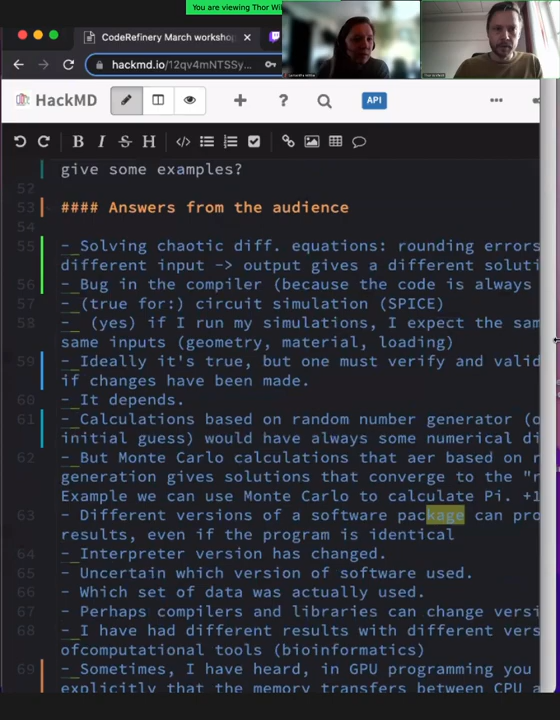 You are viewing Thor Wil
CodeRefinery March worksho
hackmd.io/12qv4mNTSSy...
HackMD
API
B I S H
give some examples?
52
53 #### Answers from the audience
54
55 - Solving chaotic diff. equations: rounding errors
different input -> output gives a different soluti
56 - Bug in the compiler (because the code is always
57 - (true for:) circuit simulation (SPICE)
58 - (yes) if I run my simulations, I expect the sam
same inputs (geometry, material, loading)
59 - Ideally it's true, but one must verify and valid
if changes have been made.
60 - It depends.
61 - Calculations based on random number generator (o
initial guess) would have always some numerical di
62 - But Monte Carlo calculations that aer based on r
generation gives solutions that converge to the "r
Example we can use Monte Carlo to calculate Pi. +1
63 - Different versions of a software package can pro
results, even if the program is identical
64 - Interpreter version has changed.
65 - Uncertain which version of software used.
66 - Which set of data was actually used.
67 - Perhaps compilers and libraries can change versi
68 - I have had different results with different vers
ofcomputational tools (bioinformatics)
69 - Sometimes, I have heard, in GPU programming you
explicitly that the memory transfers between CPU a